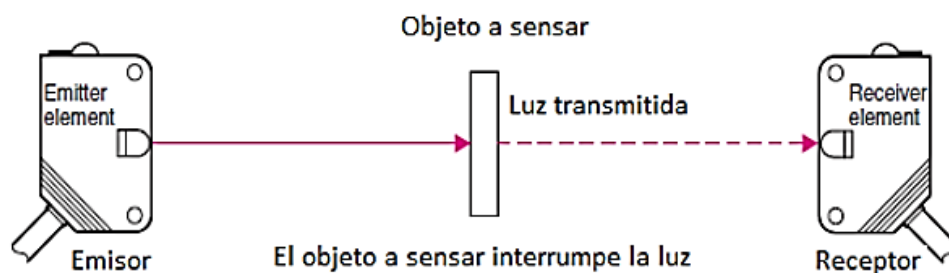 Objeto a sensar
Emitter
element
Luz transmitida
Receiver
element
Emisor
El objeto a sensar interrumpe la luz
Receptor